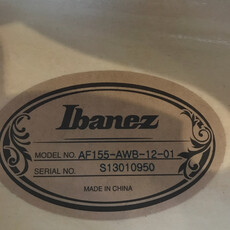 Ibanez
MODEL NO. AF155-AWB-12-01
SERIAL NO. S13010950
MADE IN CHINA